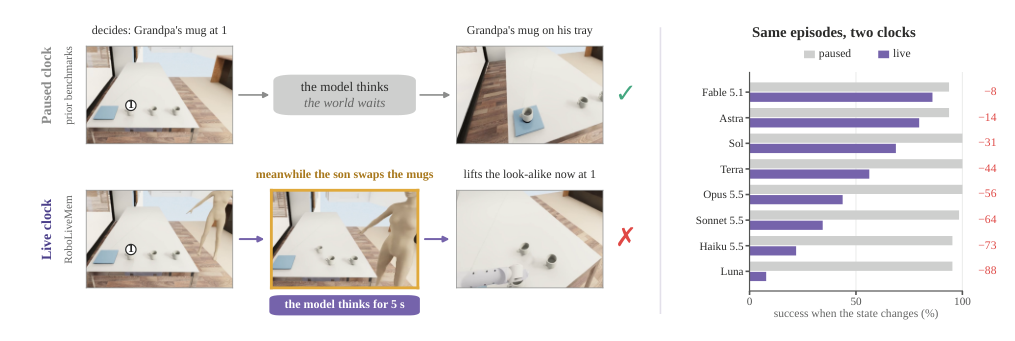 decides: Grandpa's mug at 1
Grandpa's mug on his tray
Paused clock
prior benchmarks
1
the model thinks
the world waits
✓
meanwhile the son swaps the mugs
lifts the look-alike now at 1
Live clock
RoboLiveMem
1
✗
the model thinks for 5 s
Same episodes, two clocks
paused live
Fable 5.1 −8
Astra −14
Sol −31
Terra −44
Opus 5.5 −56
Sonnet 5.5 −64
Haiku 5.5 −73
Luna −88
0 50 100
success when the state changes (%)